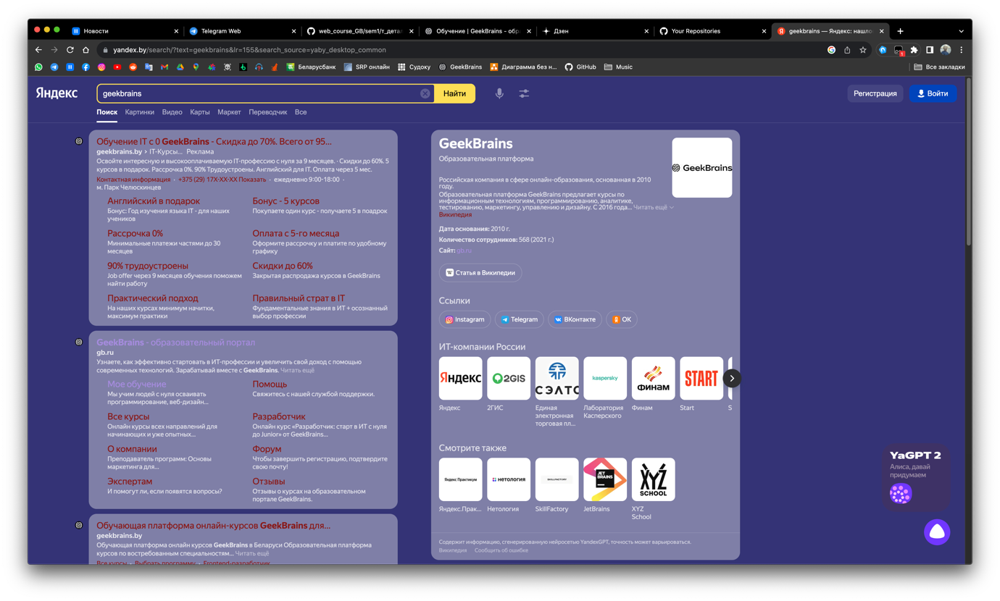 Новости
Telegram Web
web_course_GB/sem1/т_детал
Обучение | GeekBrains - обра
Дзен
Your Repositories
geekbrains — Яндекс: нашлос
yandex.by/search/?text=geekbrains&lr=155&search_source=yaby_desktop_common
1
Беларусбанк
SRP онлайн
Судоку
GeekBrains
Диаграмма без н...
GitHub
Music
Все закладки
Яндекс
geekbrains
Найти
Регистрация
Войти
Поиск Картинки Видео Карты Маркет Переводчик Все
Обучение IT с 0 GeekBrains - Скидка до 70%. Всего от 95...
geekbrains.by › IT-Курсы... Реклама
Освойте интересную и высокооплачиваемую IT-профессию с нуля за 9 месяцев. · Скидки до 60%. 5
курсов в подарок. Рассрочка 0%. 90% Трудоустроены. Английский для IT. Оплата через 5 мес.
Контактная информация · +375 (29) 17X-XX-XX Показать · ежедневно 9:00-18:00 ·
м. Парк Челюскинцев
Английский в подарок
Бонус: Год изучения языка IT - для наших
учеников
Бонус - 5 курсов
Покупаете один курс - получаете 5 в поадрок
Рассрочка 0%
Минимальные платежи частями до 30
месяцев
Оплата с 5-го месяца
Оформите рассрочку и платите по удобному
графику
90% трудоустроены
Job offer через 9 месяцев обучения поможем
найти работу
Скидки до 60%
Закрытая распродажа курсов в GeekBrains
Практический подход
На наших курсах минимум начитки,
максимум практики
Правильный страт в IT
Фундаментальные знания в ИТ + осознанный
выбор профессии
GeekBrains - образовательный портал
gb.ru
Узнаете, как эффективно стартовать в ИТ-профессии и увеличить свой доход с помощью
современных технологий. Зарабатывай вместе с GeekBrains. Читать ещё
Мое обучение
Мы учим людей с нуля осваивать
программирование, веб-дизайн...
Помощь
Свяжитесь с нашей службой поддержки.
Все курсы
Онлайн курсы всех направлений для
начинающих и уже опытных...
Разработчик
Онлайн курс «Разработчик: старт в ИТ с нуля
до Junior» от GeekBrains...
О компании
Преподаватель программ: Основы
маркетинга для...
Форум
Чтобы завершить регистрацию, подтвердите
свою почту!
Экспертам
И помогут ли, если появятся вопросы?
Отзывы
Отзывы о курсах на образовательном
портале GeekBrains.
Обучающая платформа онлайн-курсов GeekBrains для...
geekbrains.by
Обучающая платформа онлайн курсов GeekBrains в Беларуси Образовательная платформа
курсов по востребованным специальностям... Читать ещё
Все курсы · Выбрать программу · Frontend-разработчик
GeekBrains
Образовательная платформа
GeekBrains
Российская компания в сфере онлайн-образования, основанная в 2010
году.
Образовательная платформа GeekBrains предлагает курсы по
информационным технологиям, программированию, аналитике,
тестированию, маркетингу, управлению и дизайну. С 2016 года... Читать ещё
Википедия
Дата основания: 2010 г.
Количество сотрудников: 568 (2021 г.)
Сайт: gb.ru
W Статья в Википедии
Ссылки
Instagram
Telegram
ВКонтакте
ОК
ИТ-компании России
Яндекс
2GIS
СЭЛТС
kaspersky
ФИНАМ
START
Яндекс
2ГИС
Единая
электронная
торговая пл...
Лаборатория
Касперского
Финам
Start
S
Смотрите также
Яндекс Практикум
нетология
SKILLFACTORY
JET
BRAINS
XYZ
SCHOOL
Яндекс.Прак...
Нетология
SkillFactory
JetBrains
XYZ
School
Содержит информацию, сгенерированную нейросетью YandexGPT, точность может варьироваться.
Википедия Сообщить об ошибке
YaGPT 2
Алиса, давай
придумаем